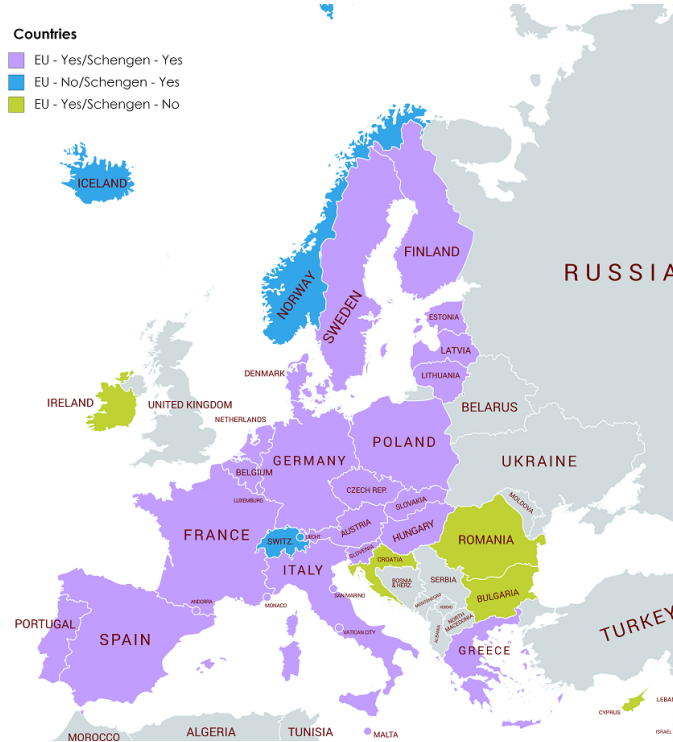 Countries
EU - Yes/Schengen - Yes
EU - No/Schengen - Yes
EU - Yes/Schengen - No
ICELAND
FINLAND
RUSSIA
NORWAY
SWEDEN
ESTONIA
LATVIA
LITHUANIA
DENMARK
IRELAND
UNITED KINGDOM
BELARUS
NETHERLANDS
POLAND
GERMANY
UKRAINE
BELGIUM
CZECH REP.
LUXEMBURG
SLOVAKIA
MOLDOVA
AUSTRIA
HUNGARY
FRANCE
SWITZ.
LIECHT
ROMANIA
SLOVENIA
CROATIA
ITALY
BOSNIA
& HERZ.
SERBIA
BULGARIA
ANDORRA
MONACO
SAN MARINO
MONTENEGRO
KOSOVO
NORTH
MACEDONIA
ALBANIA
PORTUGAL
SPAIN
VATICAN CITY
GREECE
TURKEY
CYPRUS
LEBA
MOROCCO
ALGERIA
TUNISIA
MALTA
ISRAEL